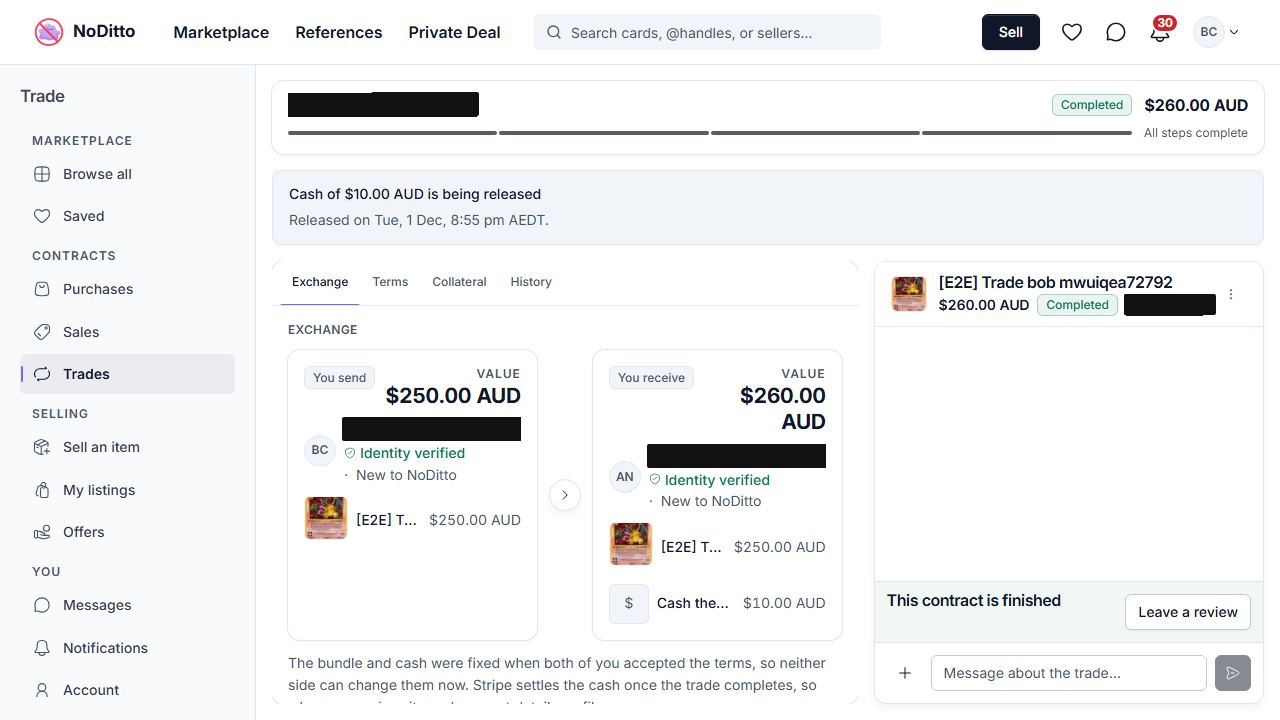 NoDitto
Marketplace
References
Private Deal
Search cards, @handles, or sellers...
Sell
30
BC
Trade
MARKETPLACE
Browse all
Saved
CONTRACTS
Purchases
Sales
Trades
SELLING
Sell an item
My listings
Offers
YOU
Messages
Notifications
Account
Completed
$260.00 AUD
All steps complete
Cash of $10.00 AUD is being released
Released on Tue, 1 Dec, 8:55 pm AEDT.
Exchange
Terms
Collateral
History
EXCHANGE
You send
VALUE
$250.00 AUD
BC
Identity verified
· New to NoDitto
[E2E] T...
$250.00 AUD
You receive
VALUE
$260.00
AUD
AN
Identity verified
· New to NoDitto
[E2E] T...
$250.00 AUD
$
Cash the...
$10.00 AUD
The bundle and cash were fixed when both of you accepted the terms, so neither
side can change them now. Stripe settles the cash once the trade completes, so
[E2E] Trade bob mwuiqea72792
$260.00 AUD
Completed
This contract is finished
Leave a review
Message about the trade...